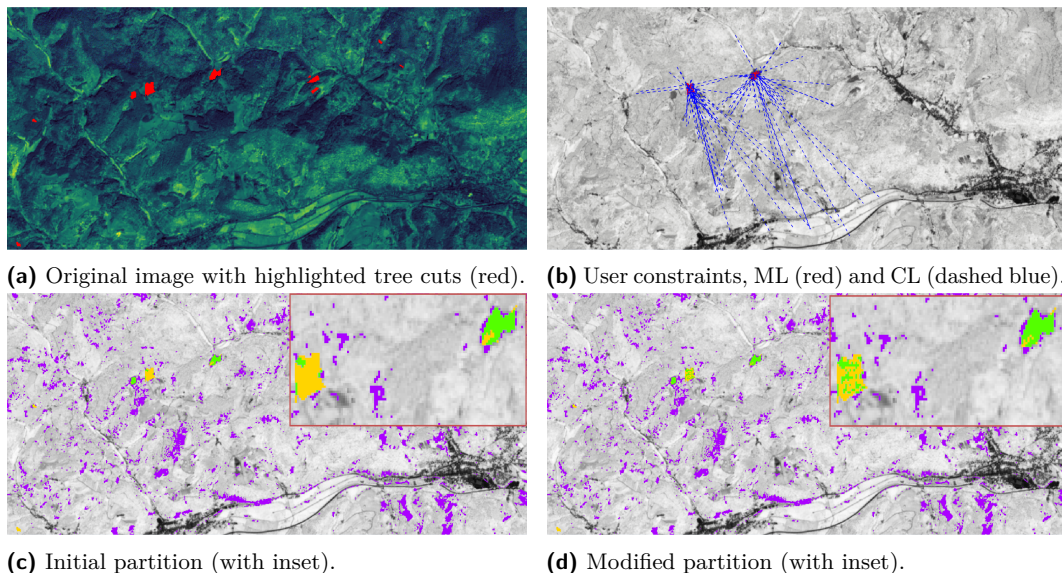 (a) Original image with highlighted tree cuts (red).
(b) User constraints, ML (red) and CL (dashed blue).
(c) Initial partition (with inset).
(d) Modified partition (with inset).